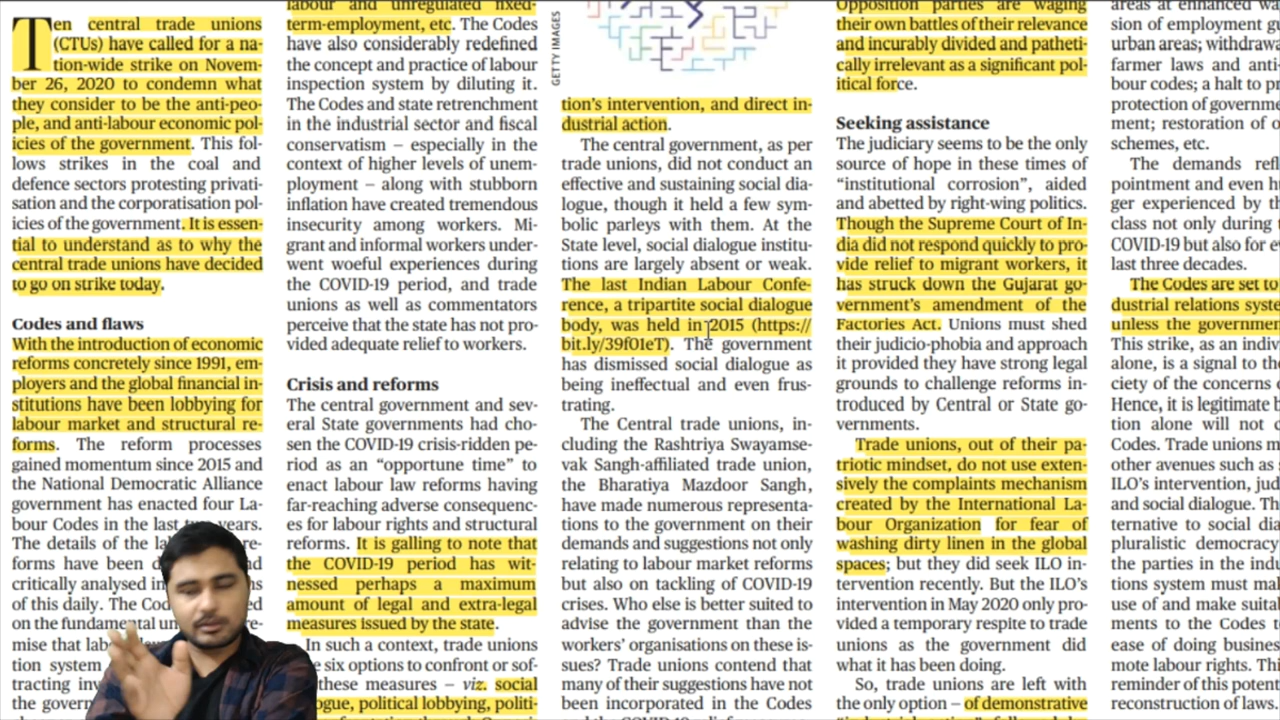 Ten central trade unions
(CTUs) have called for a na-
tion-wide strike on Novem-
ber 26, 2020 to condemn what
they consider to be the anti-peo-
ple, and anti-labour economic pol-
icies of the government. This fol-
lows strikes in the coal and
defence sectors protesting privati-
sation and the corporatisation pol-
icies of the government. It is essen-
tial to understand as to why the
central trade unions have decided
to go on strike today.
Codes and flaws
With the introduction of economic
reforms concretely since 1991, em-
ployers and the global financial in-
stitutions have been lobbying for
labour market and structural re-
forms. The reform processes
gained momentum since 2015 and
the National Democratic Alliance
government has enacted four La-
bour Codes in the last two years.
The details of the re-
forms have been
critically analysed
of this daily. The
on the fundamental re-
mise that
tion system
tracting
the govern
labour and unregulated fixed-
term-employment, etc. The Codes
have also considerably redefined
the concept and practice of labour
inspection system by diluting it.
The Codes and state retrenchment
in the industrial sector and fiscal
conservatism – especially in the
context of higher levels of unem-
ployment – along with stubborn
inflation have created tremendous
insecurity among workers. Mi-
grant and informal workers under-
went woeful experiences during
the COVID-19 period, and trade
unions as well as commentators
perceive that the state has not pro-
vided adequate relief to workers.
Crisis and reforms
The central government and sev-
eral State governments had cho-
sen the COVID-19 crisis-ridden pe-
riod as an “opportune time” to
enact labour law reforms having
far-reaching adverse consequenc-
es for labour rights and structural
reforms. It is galling to note that
the COVID-19 period has wit-
nessed perhaps a maximum
amount of legal and extra-legal
measures issued by the state.
In such a context, trade unions
six options to confront or sof-
these measures – viz. social
political lobbying, politi-
GETTY IMAGES
tion’s intervention, and direct in-
dustrial action.
The central government, as per
trade unions, did not conduct an
effective and sustaining social dia-
logue, though it held a few sym-
bolic parleys with them. At the
State level, social dialogue institu-
tions are largely absent or weak.
The last Indian Labour Confe-
rence, a tripartite social dialogue
body, was held in 2015 (https://
bit.ly/39f01eT). The government
has dismissed social dialogue as
being ineffectual and even frus-
trating.
The Central trade unions, in-
cluding the Rashtriya Swayamse-
vak Sangh-affiliated trade union,
the Bharatiya Mazdoor Sangh,
have made numerous representa-
tions to the government on their
demands and suggestions not only
relating to labour market reforms
but also on tackling of COVID-19
crises. Who else is better suited to
advise the government than the
workers’ organisations on these is-
sues? Trade unions contend that
many of their suggestions have not
been incorporated in the Codes
Opposition parties are waging
their own battles of their relevance
and incurably divided and patheti-
cally irrelevant as a significant pol-
itical force.
Seeking assistance
The judiciary seems to be the only
source of hope in these times of
“institutional corrosion”, aided
and abetted by right-wing politics.
Though the Supreme Court of In-
dia did not respond quickly to pro-
vide relief to migrant workers, it
has struck down the Gujarat go-
vernment’s amendment of the
Factories Act. Unions must shed
their judicio-phobia and approach
it provided they have strong legal
grounds to challenge reforms in-
troduced by Central or State go-
vernments.
Trade unions, out of their pa-
triotic mindset, do not use exten-
sively the complaints mechanism
created by the International La-
bour Organization for fear of
washing dirty linen in the global
spaces; but they did seek ILO in-
tervention recently. But the ILO’s
intervention in May 2020 only pro-
vided a temporary respite to trade
unions as the government did
what it has been doing.
So, trade unions are left with
the only option – of demonstrative
areas at enhanced wa
sion of employment g
urban areas; withdrawa
farmer laws and anti-
bour codes; a halt to pr
protection of governm
ment; restoration of o
schemes, etc.
The demands refl
pointment and even h
ger experienced by th
class not only during
COVID-19 but also for e
last three decades.
The Codes are set to
dustrial relations syste
unless the governmen
This strike, as an indiv
alone, is a signal to the
ciety of the concerns o
Hence, it is legitimate
tion alone will not c
Codes. Trade unions m
other avenues such as
ILO’s intervention, jud
and social dialogue. Th
ternative to social dia
pluralistic democracy
the parties in the indu
tions system must mak
use of and make suita
ments to the Codes t
ease of doing business
mote labour rights. Thi
reminder of this potent
reconstruction of laws.